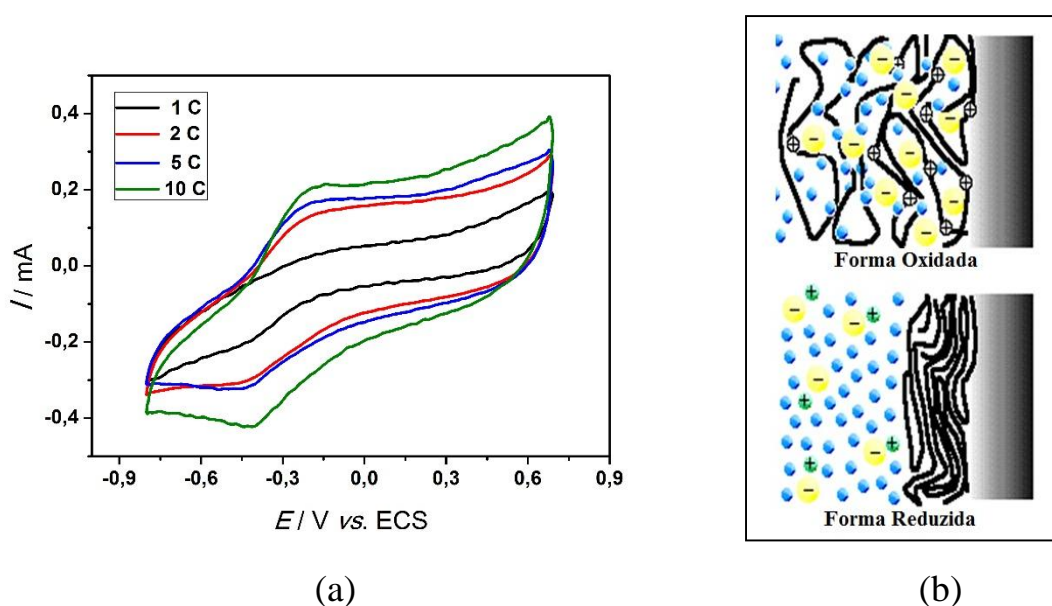 1 C
2 C
5 C
10 C
0,4
0,2
0,0
-0,2
-0,4
I / mA
-0,9 -0,6 -0,3 0,0 0,3 0,6 0,9
E / V vs. ECS
(a)
Forma Oxidada
Forma Reduzida
(b)